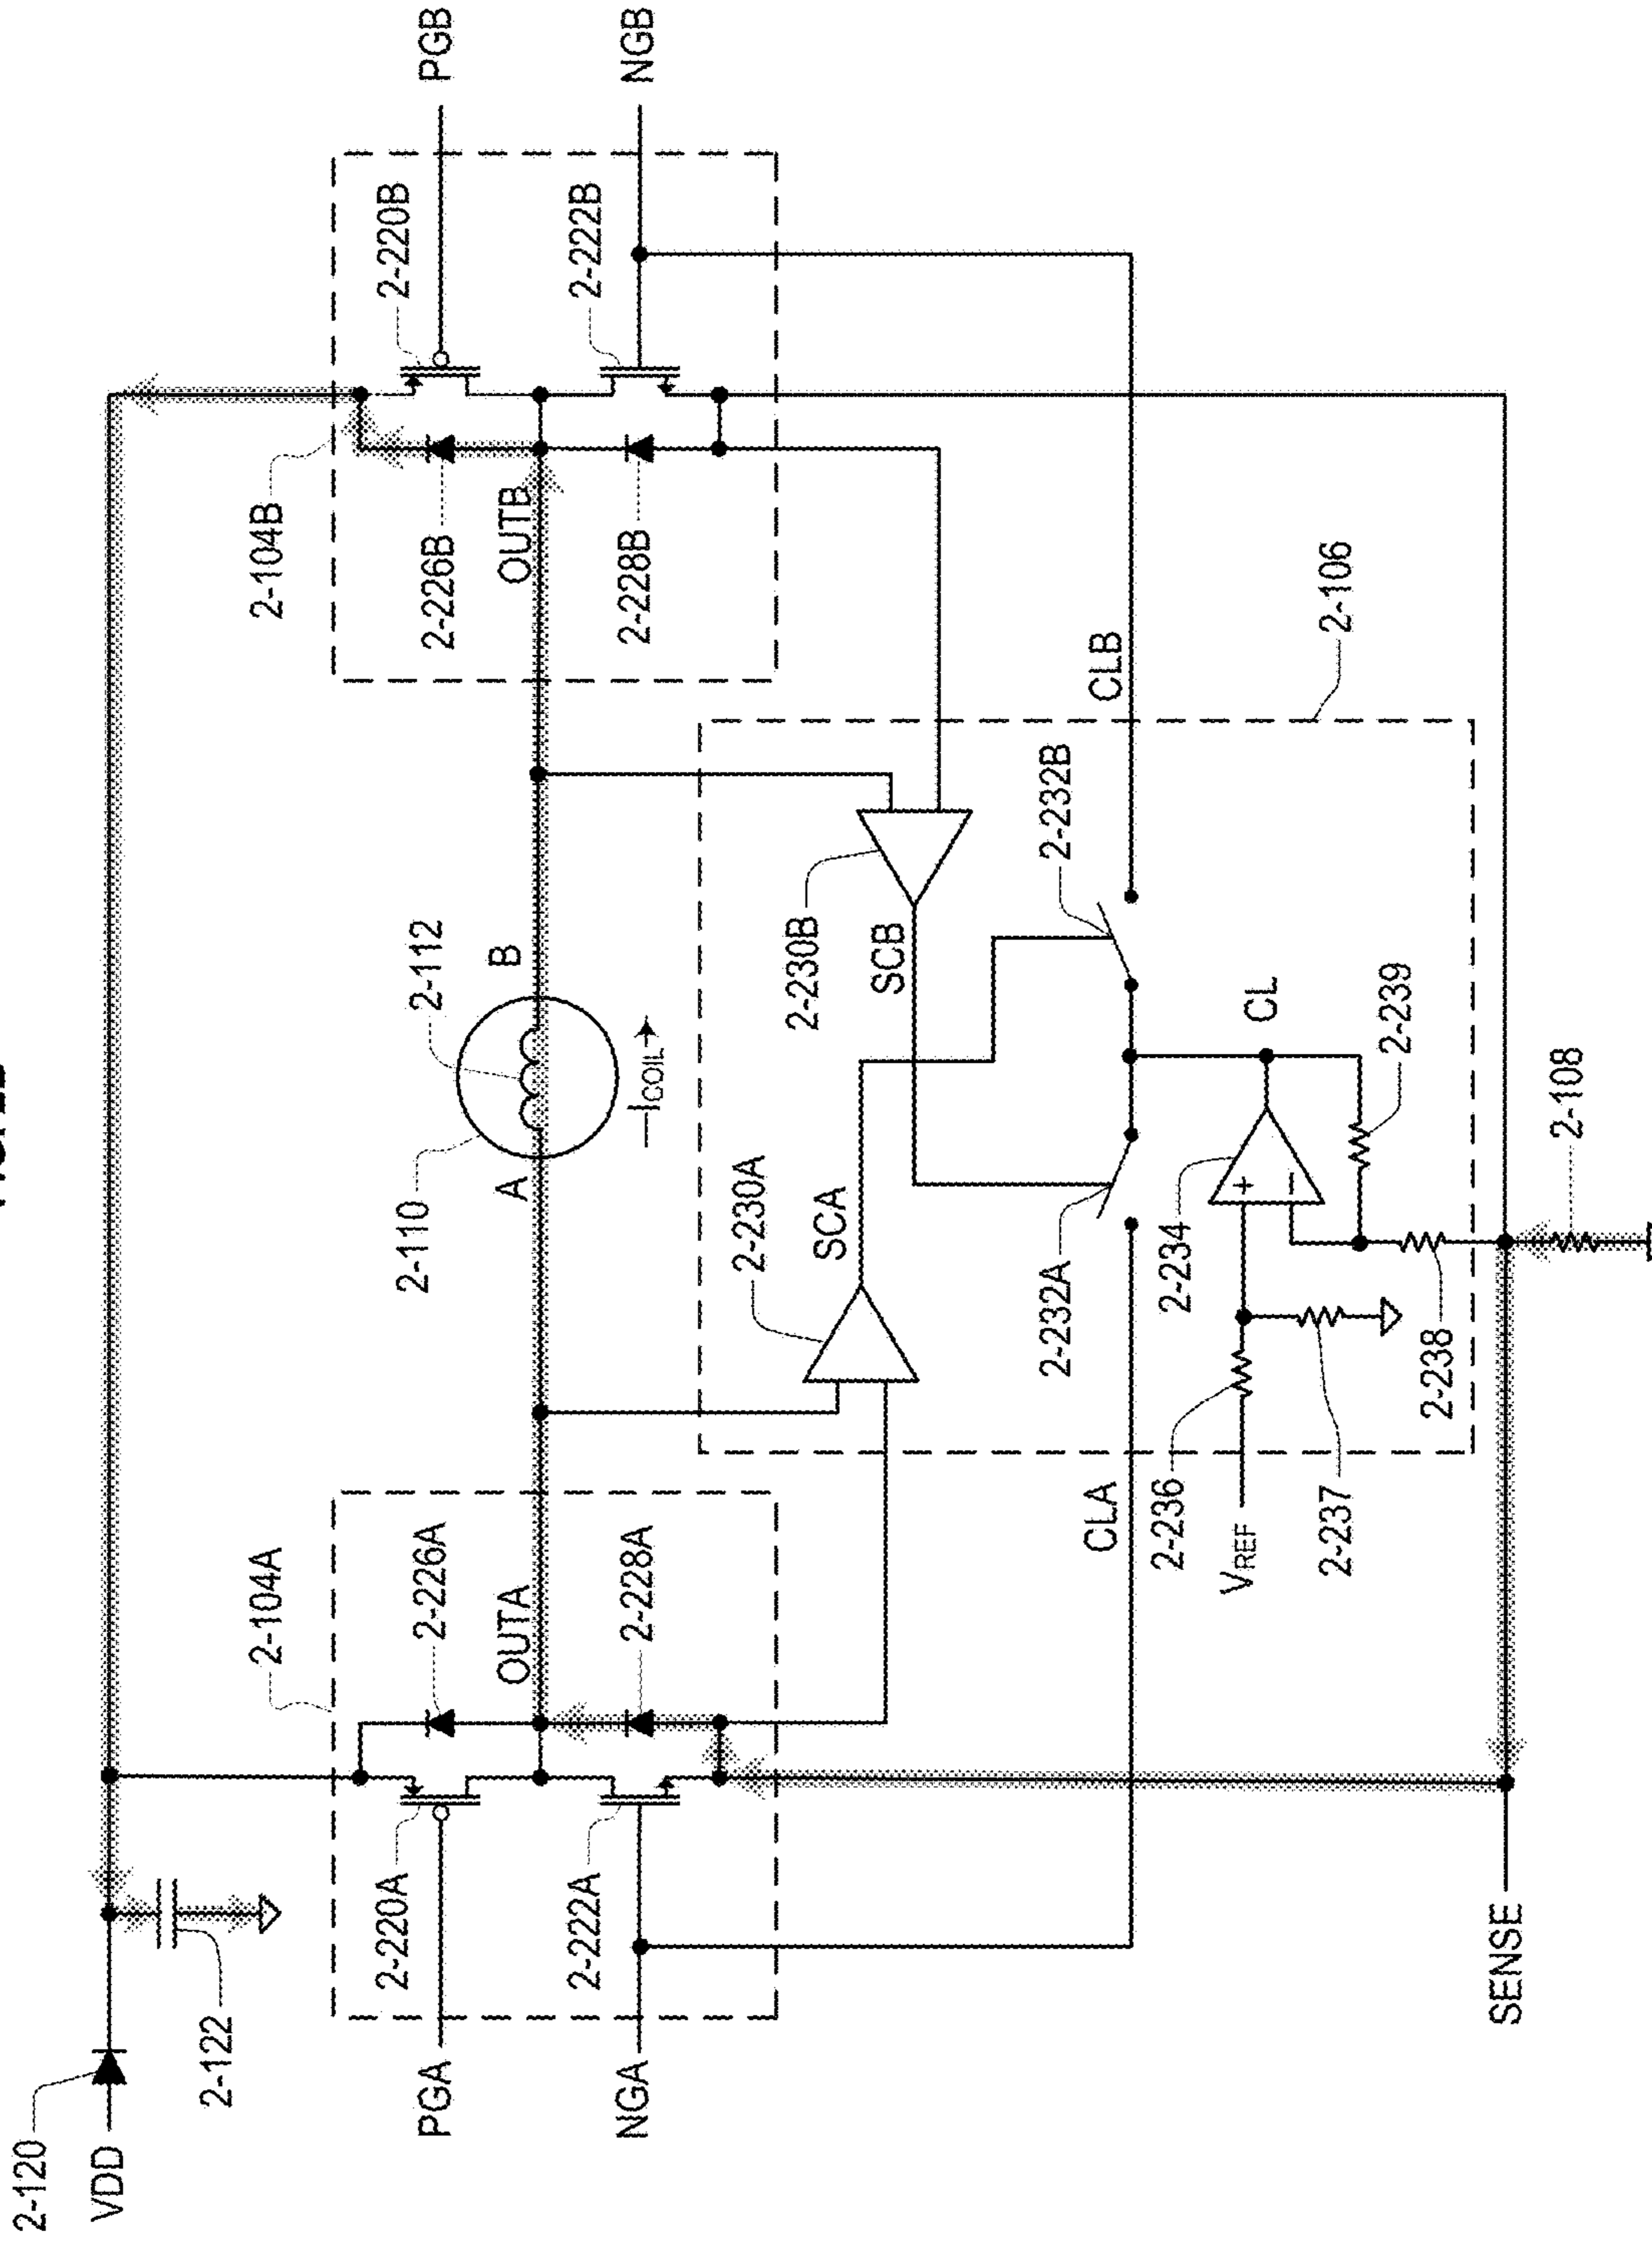 2-120
VDD
2-122
2-104A
2-104B
2-110
2-112
A
B
ICOIL
PGA
2-220A
2-226A
OUTA
NGA
2-222A
2-228A
2-220B
PGB
2-226B
OUTB
2-222B
NGB
2-228B
2-230A
SCA
2-230B
SCB
2-106
2-232A
2-232B
CLA
CLB
2-236
VREF
2-237
2-234
+
−
CL
2-238
2-239
SENSE
2-108